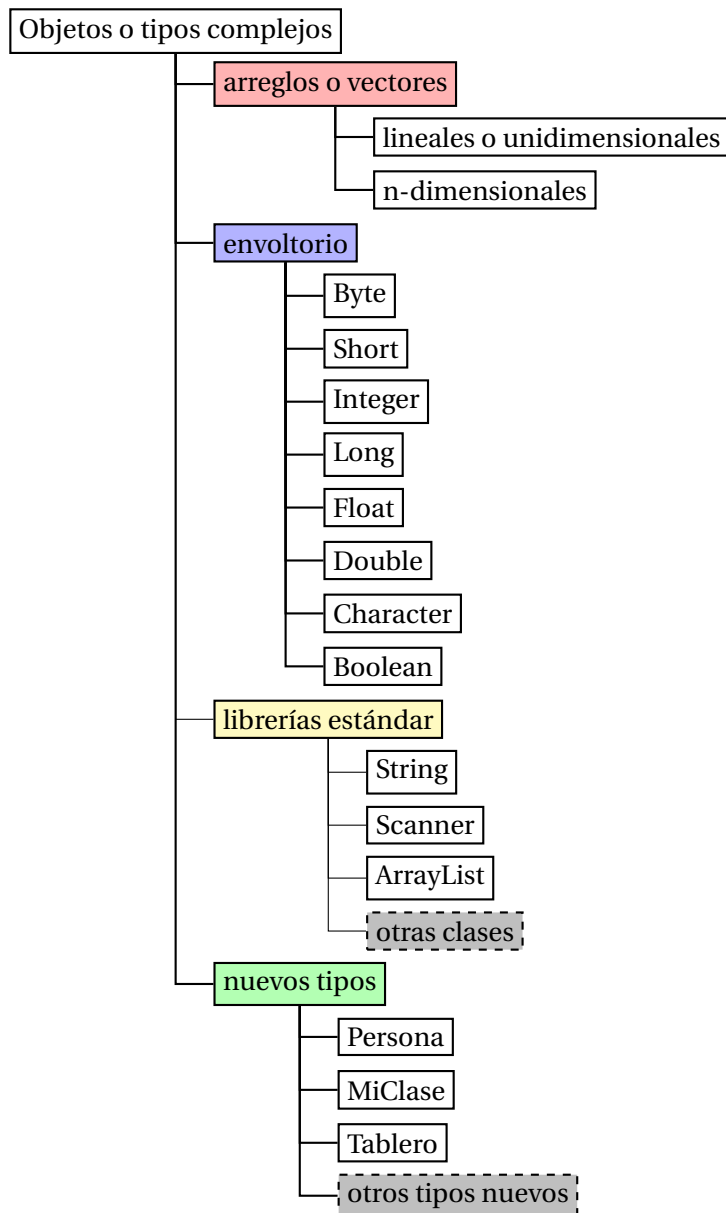 Objetos o tipos complejos
arreglos o vectores
lineales o unidimensionales
n-dimensionales
envoltorio
Byte
Short
Integer
Long
Float
Double
Character
Boolean
librerías estándar
String
Scanner
ArrayList
otras clases
nuevos tipos
Persona
MiClase
Tablero
otros tipos nuevos